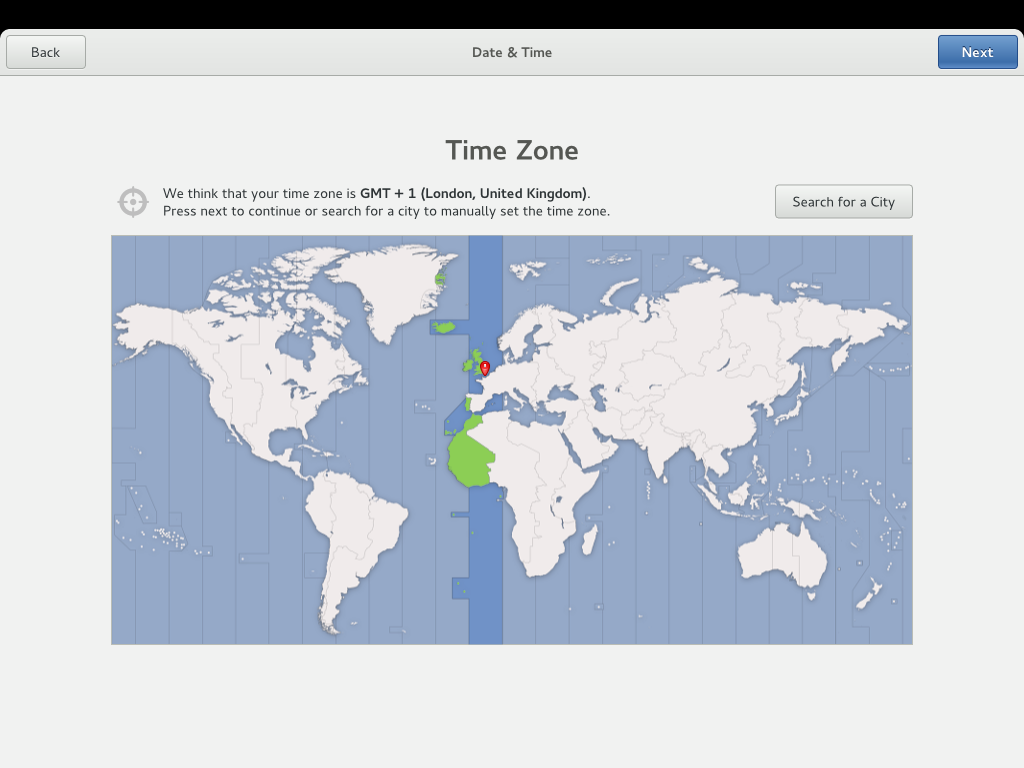 Back
Date & Time
Next
Time Zone
We think that your time zone is GMT + 1 (London, United Kingdom).
Press next to continue or search for a city to manually set the time zone.
Search for a City